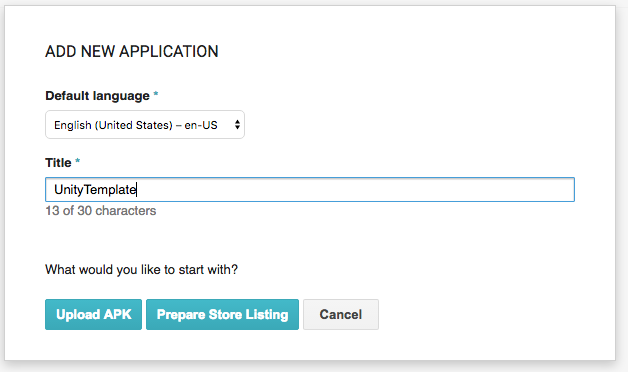 ADD NEW APPLICATION
Default language *
English (United States) – en-US
Title *
UnityTemplate
13 of 30 characters
What would you like to start with?
Upload APK Prepare Store Listing Cancel